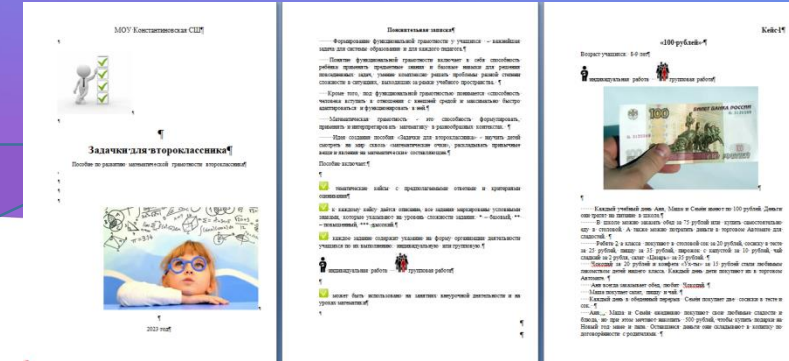 МОУ Константиновская СШ¶
¶
Задачки для второклассника¶
Пособие по развитию математической грамотности второклассника¶
2023 год¶
Пояснительная записка¶
Формирование функциональной грамотности у учащихся – важнейшая
задача для системы образования и для каждого педагога.¶
Понятие функциональной грамотности включает в себя способность
ребёнка применять предметные знания и базовые навыки для решения
повседневных задач, умение комплексно решать проблемы разной степени
сложности в ситуациях, выходящих за рамки учебного пространства. ¶
Кроме того, под функциональной грамотностью понимается «способность
человека вступать в отношения с внешней средой и максимально быстро
адаптироваться и функционировать в ней.¶
Математическая грамотность – это способность формулировать,
применять и интерпретировать математику в разнообразных контекстах. ¶
Идея создания пособия «Задачки для второклассника» - научить детей
смотреть на мир сквозь «математические очки», раскладывать привычные
вещи и явления на математические составляющие.¶
Пособие включает:¶
тематические кейсы с предполагаемыми ответами и критериями
оценивания¶
к каждому кейсу даётся описание, все задания маркированы условными
знаками, которые указывают на уровень сложности задания: * – базовый, **
– повышенный, *** -высокий.¶
каждое задание содержит указание на форму организации деятельности
учащихся по их выполнению: индивидуальную или групповую ¶
индивидуальная работа групповая работа¶
может быть использовано на занятиях внеурочной деятельности и на
уроках математики¶
Кейс-1¶
«100 рублей» ¶
Возраст учащихся: 8-9 лет¶
индивидуальная работа - групповая работа¶
БИЛЕТ БАНКА РОССИИ
100
Каждый учебный день Аня, Маша и Семён имеют по 100 рублей. Деньги
они тратят на питание в школе.¶
В школе можно заказать обед за 75 рублей или купить самостоятельно
еду в столовой. А также можно потратить деньги в торговом Автомате для
сладостей. ¶
Ребята 2 а класса покупают в столовой сок за 20 рублей, сосиску в тесте
за 25 рублей, пиццу за 35 рублей, пирожок с капустой за 10 рублей, чай
сладкий за 2 рубля, салат «Цезарь» за 35 рублей.¶
за 20 рублей и конфета за 15 рублей стали любимым
лакомством детей нашего класса. Каждый день дети покупают их в торговом
Автомате. ¶
Аня всегда заказывает обед, любит ¶
Маша покупает салат, пиццу и чай.¶
Каждый день в обеденный перерыв Семён покупает две сосиски в тесте и
сок. ¶
Аня, Маша и Семён ежедневно покупают свои любимые сладости и
блюда, но при этом мечтают накопить 500 рублей, чтобы купить подарки на
Новый год маме и папе. Оставшиеся деньги они складывают в копилку по
договорённости с родителями. ¶